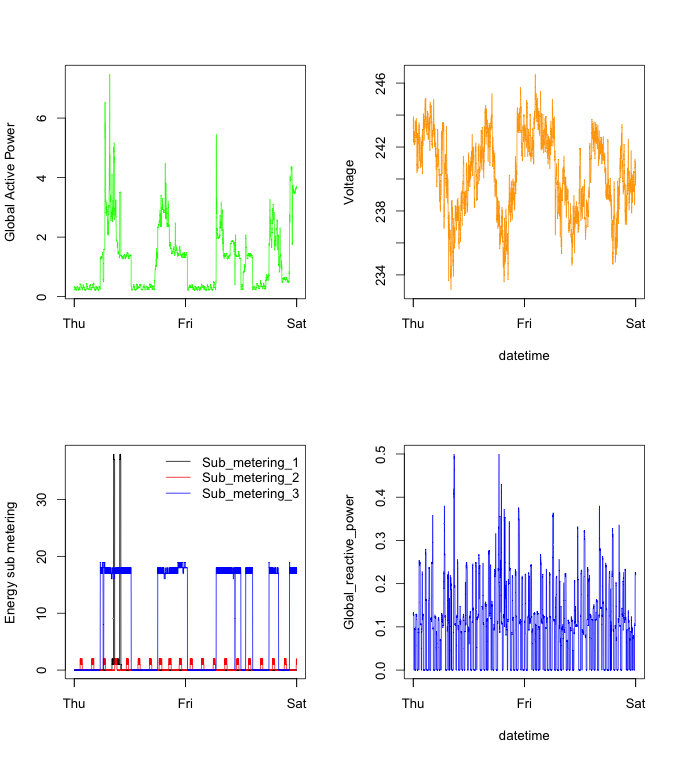 Global Active Power
0 2 4 6
Thu Fri Sat
Voltage
234 238 242 246
Thu Fri Sat
datetime
Energy sub metering
0 10 20 30
Thu Fri Sat
Sub_metering_1
Sub_metering_2
Sub_metering_3
Global_reactive_power
0.0 0.1 0.2 0.3 0.4 0.5
Thu Fri Sat
datetime